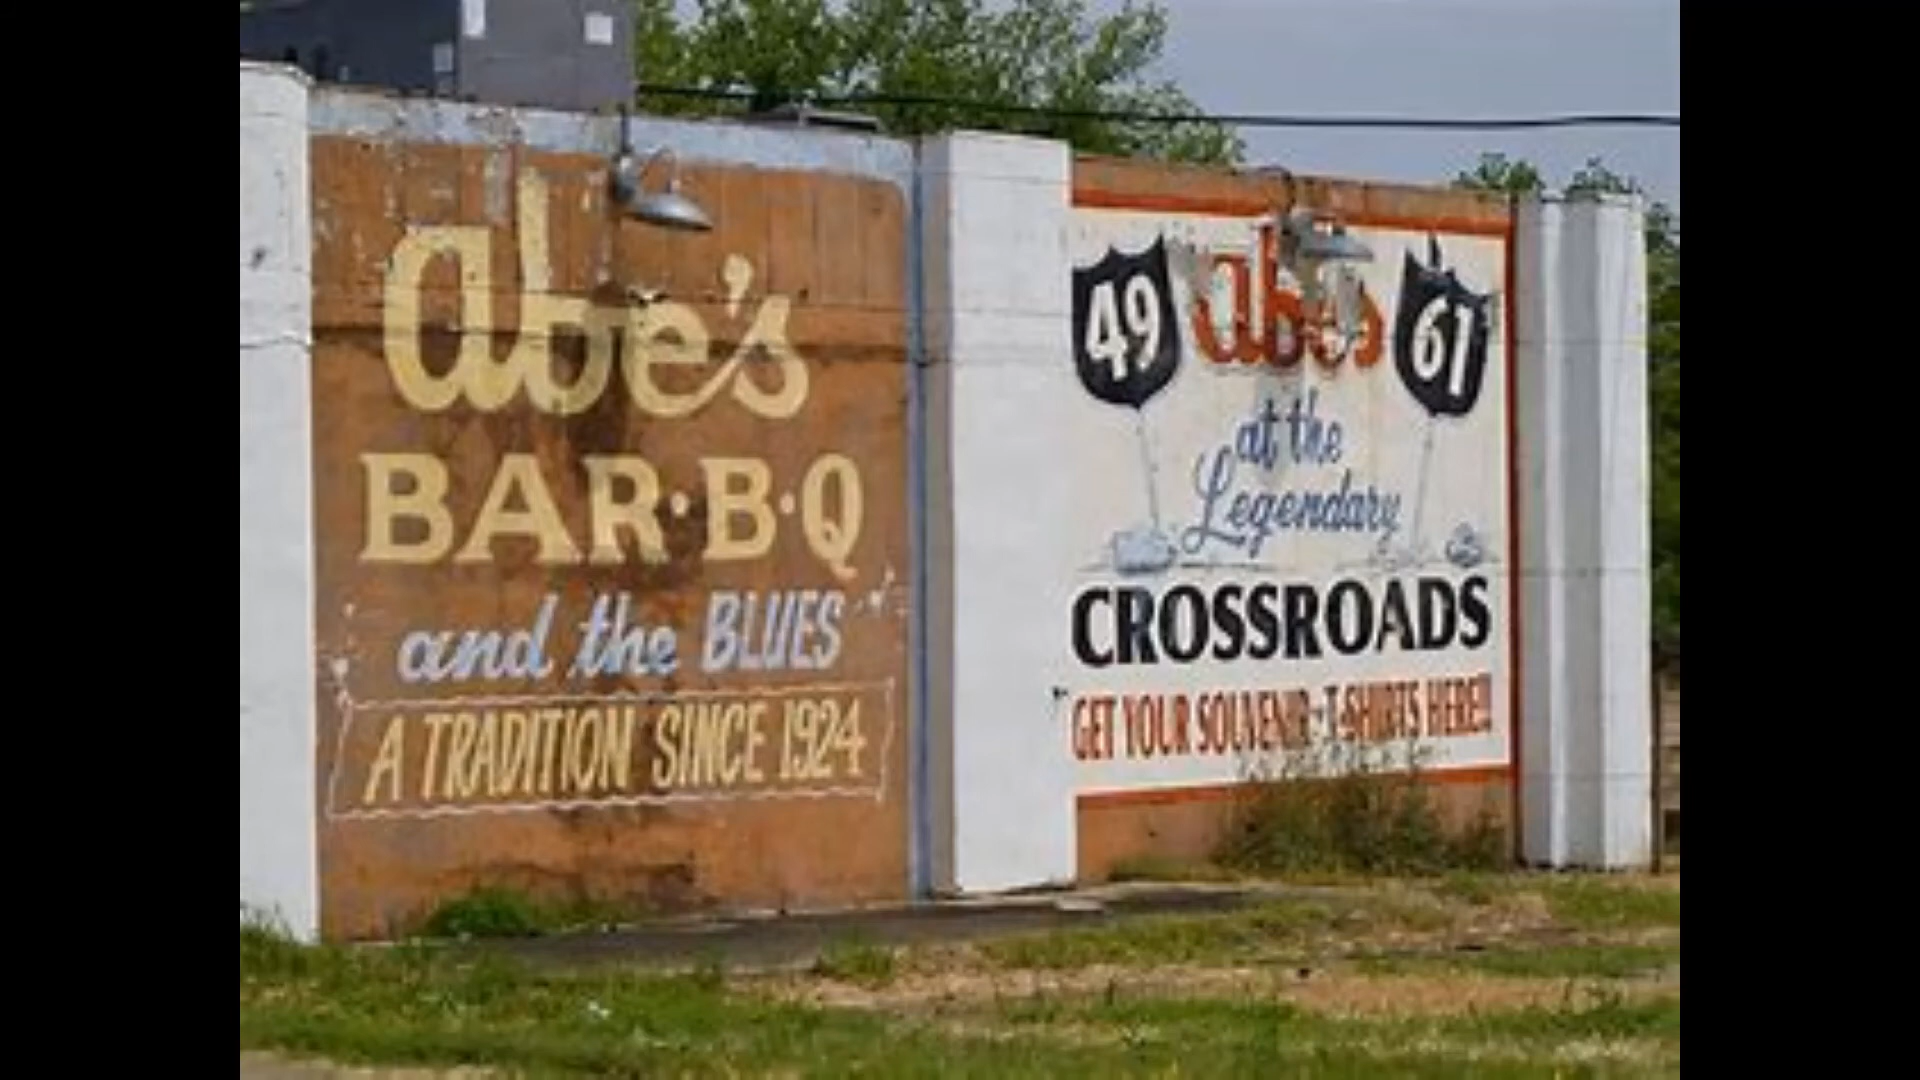 abe's
BAR·B·Q
and the BLUES
A TRADITION SINCE 1924
49 abe's 61
at the
Legendary
CROSSROADS
GET YOUR SOUVENIR T-SHIRTS HERE!!